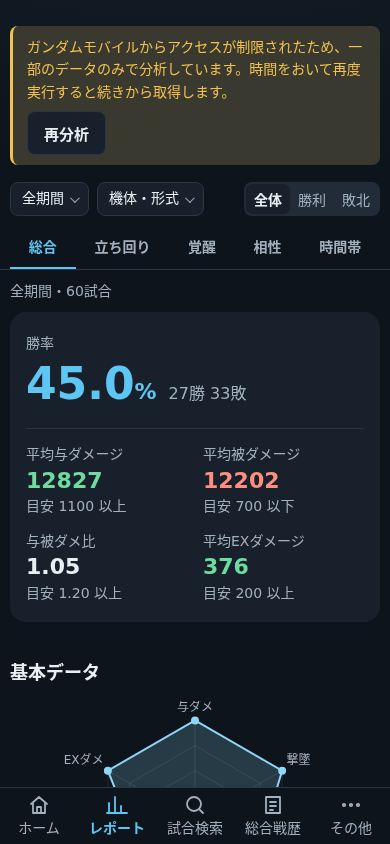 ガンダムモバイルからアクセスが制限されたため、一
部のデータのみで分析しています。時間をおいて再度
実行すると続きから取得します。
再分析
全期間 機体・形式 全体 勝利 敗北
総合 立ち回り 覚醒 相性 時間帯
全期間・60試合
勝率
45.0% 27勝 33敗
平均与ダメージ 平均被ダメージ
12827 12202
目安 1100 以上 目安 700 以下
与被ダメ比 平均EXダメージ
1.05 376
目安 1.20 以上 目安 200 以上
基本データ
与ダメ
EXダメ 撃墜
ホーム レポート 試合検索 総合戦歴 その他